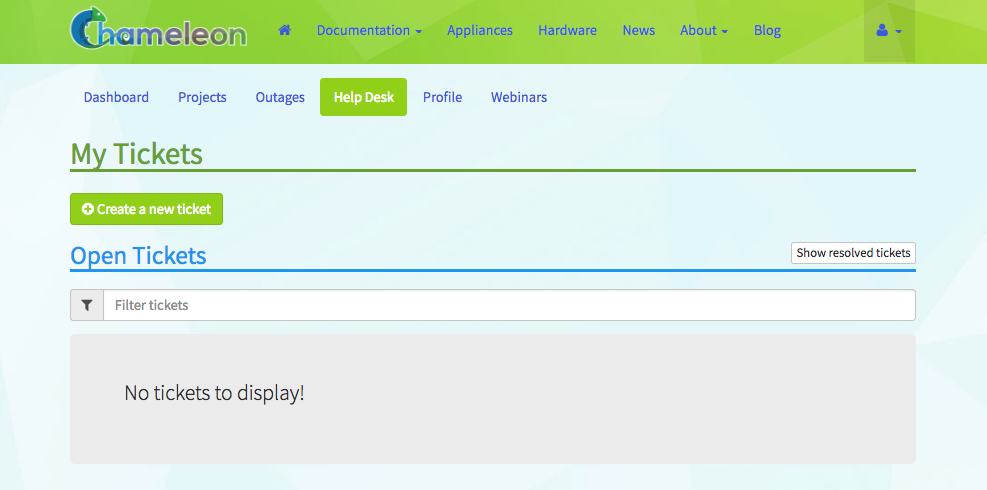 Chameleon
Documentation Appliances Hardware News About Blog
Dashboard Projects Outages Help Desk Profile Webinars
My Tickets
Create a new ticket
Open Tickets Show resolved tickets
Filter tickets
No tickets to display!